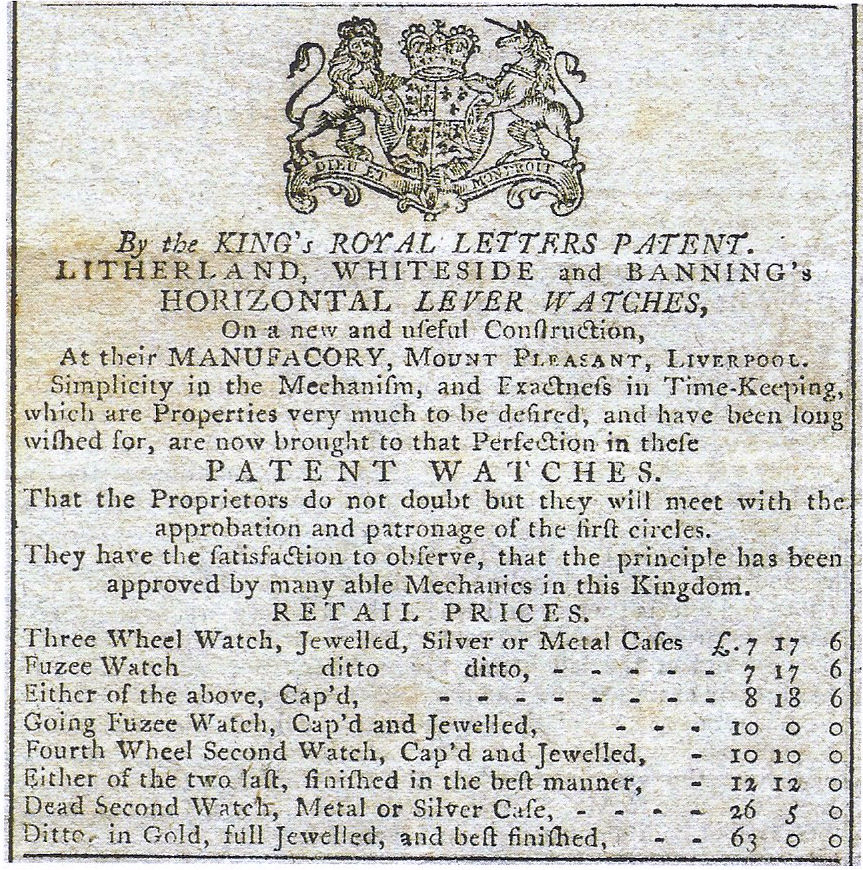 DIEU ET MON DROIT
By the KING's ROYAL LETTERS PATENT.
LITHERLAND, WHITESIDE and BANNING's
HORIZONTAL LEVER WATCHES,
On a new and uſeful Conſtruction,
At their MANUFACORY, MOUNT PLEASANT, LIVERPOOL.
Simplicity in the Mechaniſm, and Exactneſs in Time-Keeping,
which are Properties very much to be deſired, and have been long
wiſhed for, are now brought to that Perfection in theſe
PATENT WATCHES.
That the Proprietors do not doubt but they will meet with the
approbation and patronage of the firſt circles.
They have the ſatisfaction to obſerve, that the principle has been
approved by many able Mechanics in this Kingdom.
RETAIL PRICES.
Three Wheel Watch, Jewelled, Silver or Metal Caſes £. 7 17 6
Fuzee Watch ditto ditto, - - - - - - 7 17 6
Either of the above, Cap'd, - - - - - - - - - 8 18 6
Going Fuzee Watch, Cap'd and Jewelled, - - - 10 0 0
Fourth Wheel Second Watch, Cap'd and Jewelled, - 10 10 0
Either of the two laſt, finiſhed in the beſt manner, - 12 12 0
Dead Second Watch, Metal or Silver Caſe, - - - - 26 5 0
Ditto, in Gold, full Jewelled, and beſt finiſhed, - - 63 0 0